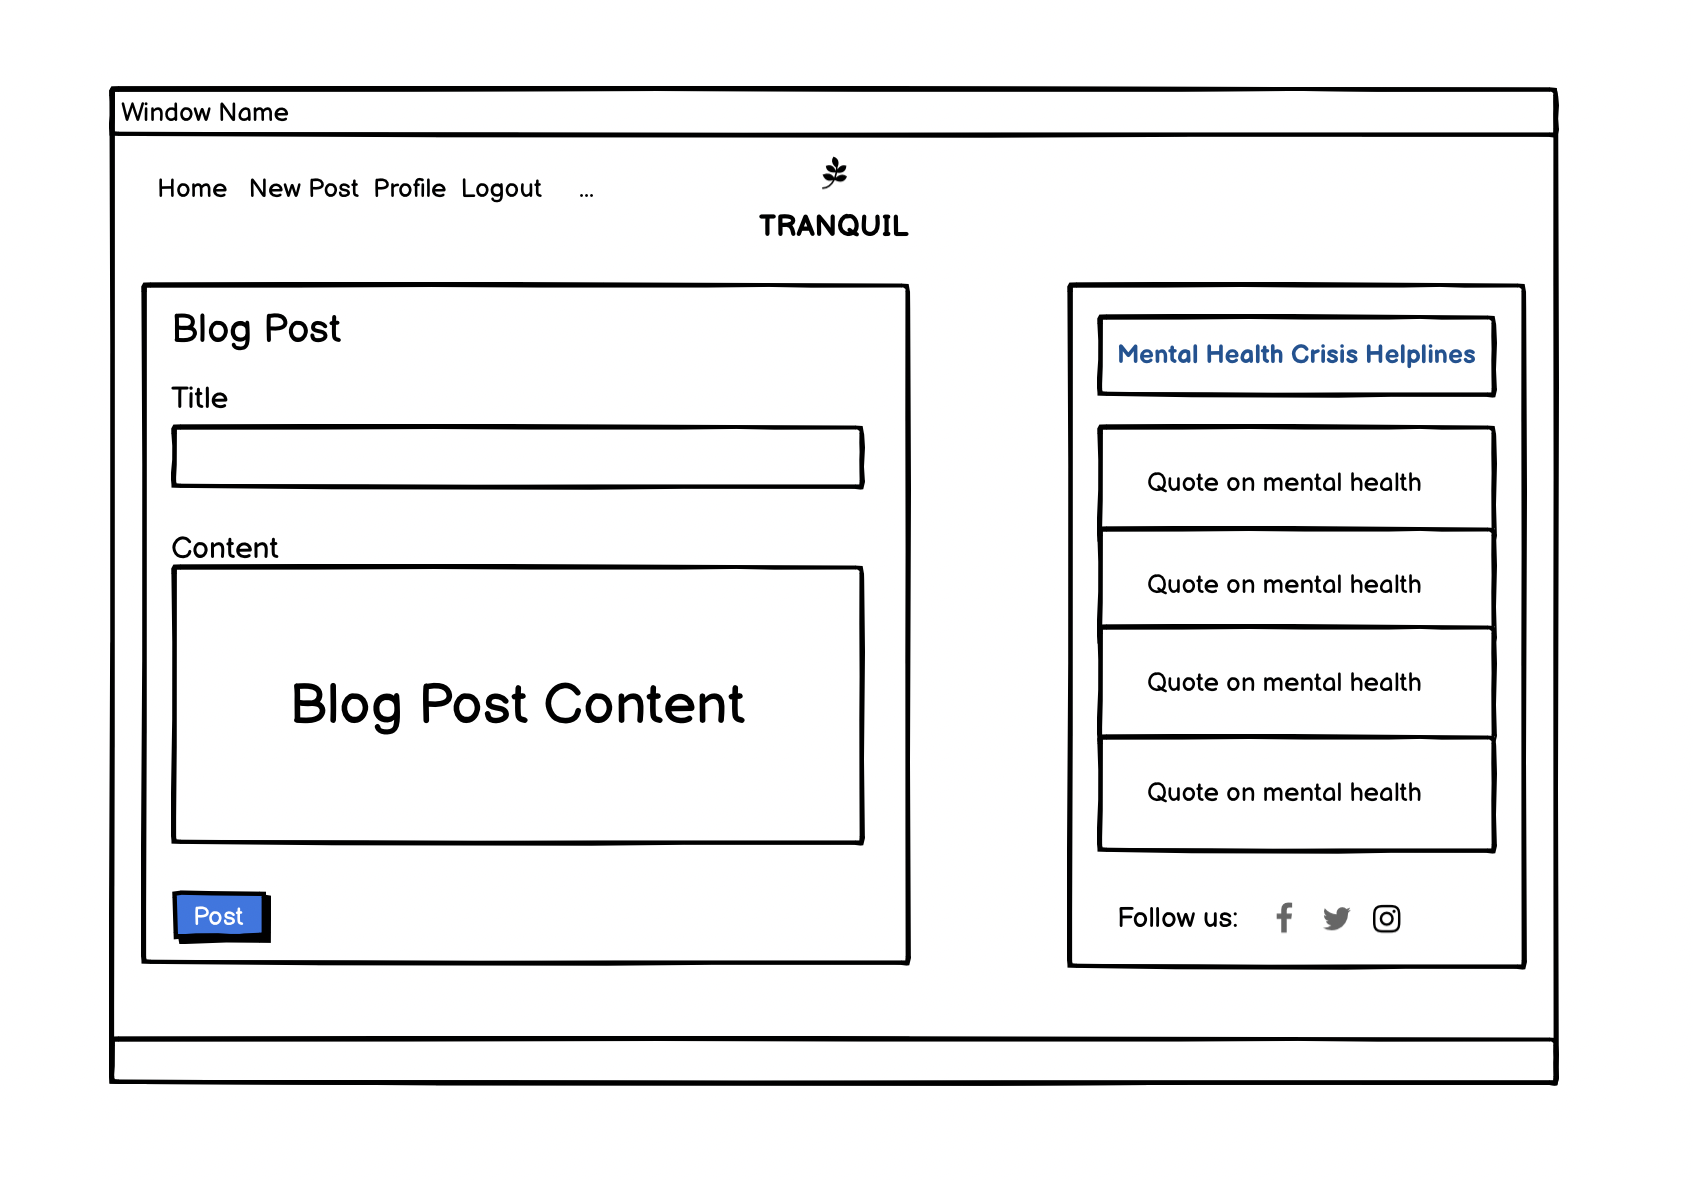 Window Name
Home New Post Profile Logout ...
TRANQUIL
Blog Post
Title
Content
Blog Post Content
Post
Mental Health Crisis Helplines
Quote on mental health
Quote on mental health
Quote on mental health
Quote on mental health
Follow us: